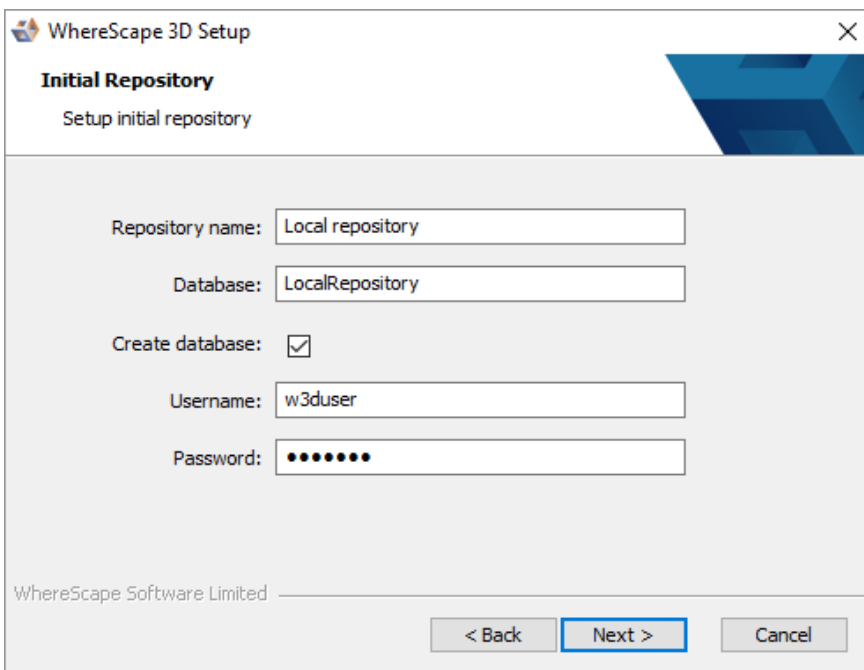 WhereScape 3D Setup
Initial Repository
Setup initial repository
Repository name: Local repository
Database: LocalRepository
Create database:
Username: w3duser
Password: •••••••
WhereScape Software Limited
< Back Next > Cancel